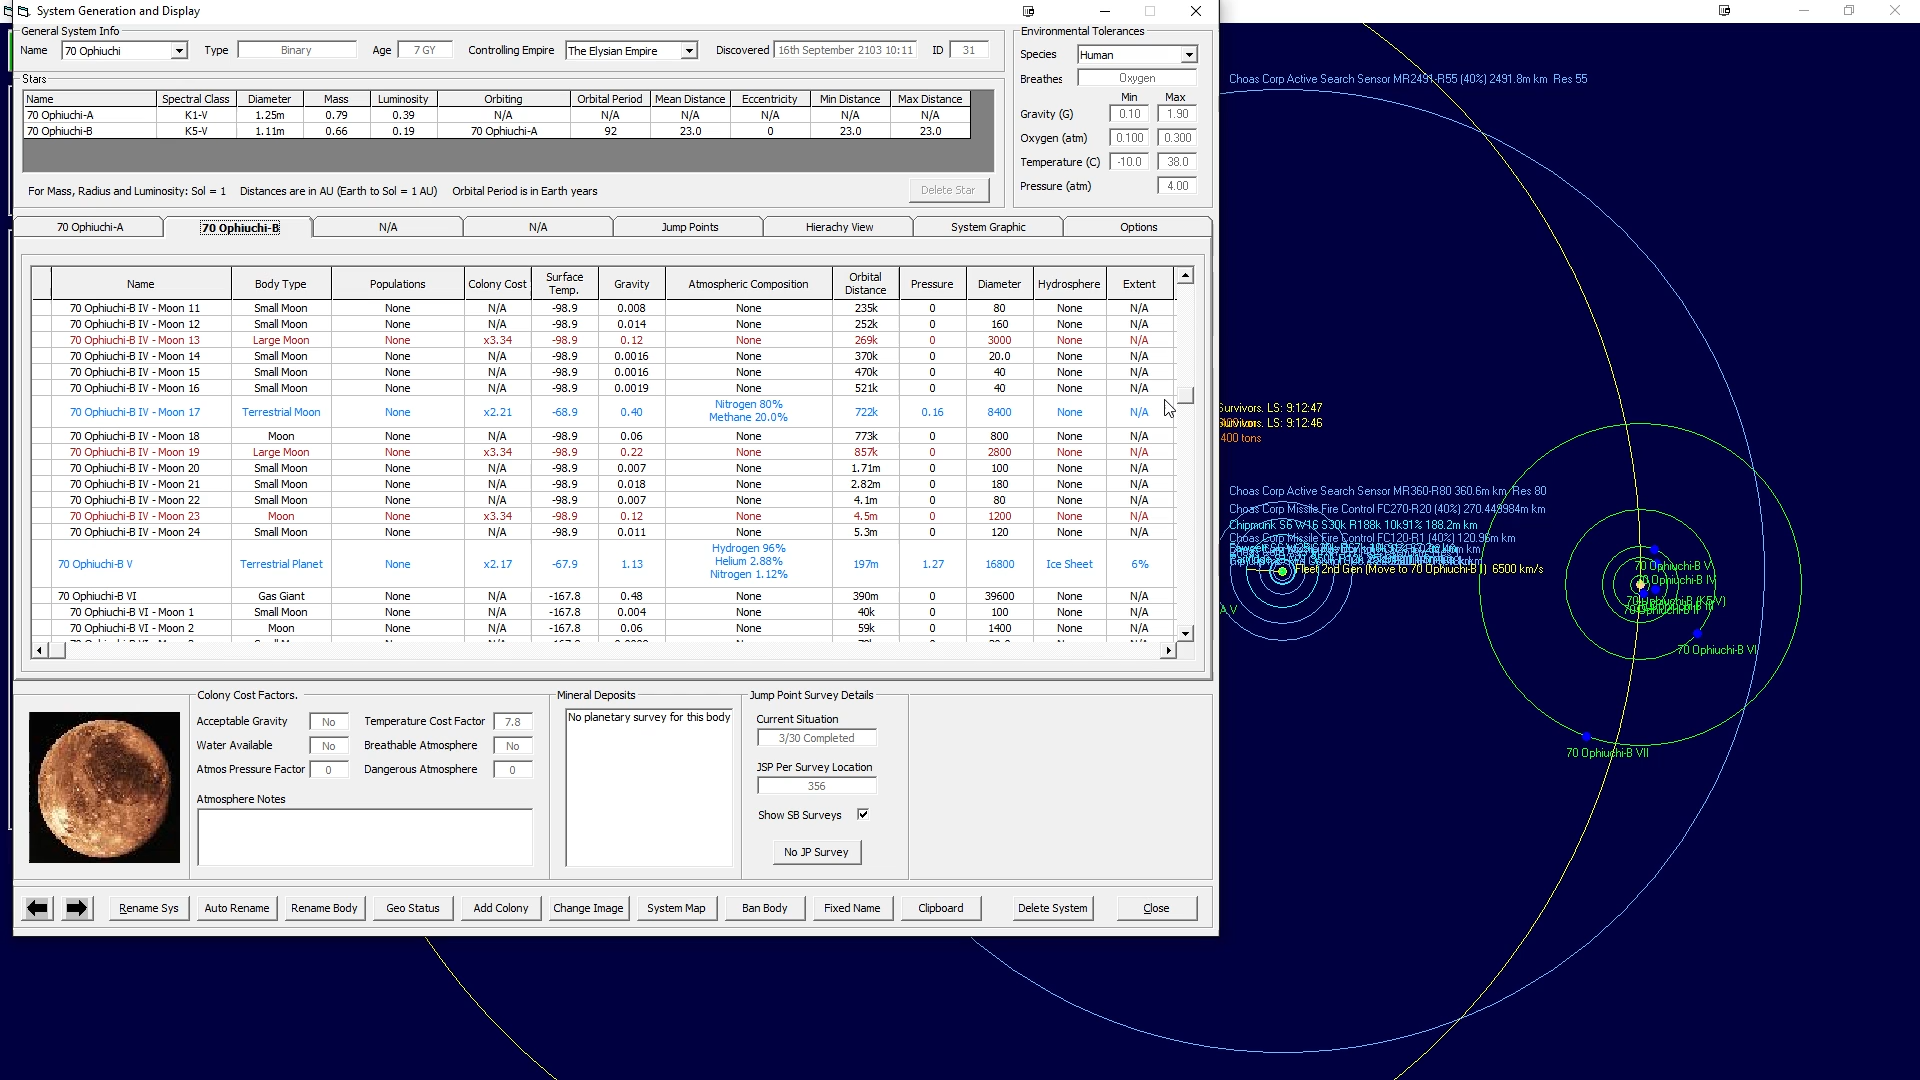 System Generation and Display
General System Info
Name 70 Ophiuchi Type Binary Age 7 GY Controlling Empire The Elysian Empire Discovered 16th September 2103 10:11 ID 31
Stars
Name Spectral Class Diameter Mass Luminosity Orbiting Orbital Period Mean Distance Eccentricity Min Distance Max Distance
70 Ophiuchi-A K1-V 1.25m 0.79 0.39 N/A N/A N/A N/A N/A N/A
70 Ophiuchi-B K5-V 1.11m 0.66 0.19 70 Ophiuchi-A 92 23.0 0 23.0 23.0
For Mass, Radius and Luminosity: Sol = 1 Distances are in AU (Earth to Sol = 1 AU) Orbital Period is in Earth years
Delete Star
Environmental Tolerances
Species Human
Breathes Oxygen
Min Max
Gravity (G) 0.10 1.90
Oxygen (atm) 0.100 0.300
Temperature (C) -10.0 38.0
Pressure (atm) 4.00
70 Ophiuchi-A 70 Ophiuchi-B N/A N/A Jump Points Hierachy View System Graphic Options
Name Body Type Populations Colony Cost Surface Temp. Gravity Atmospheric Composition Orbital Distance Pressure Diameter Hydrosphere Extent
70 Ophiuchi-B IV - Moon 11 Small Moon None N/A -98.9 0.008 None 235k 0 80 None N/A
70 Ophiuchi-B IV - Moon 12 Small Moon None N/A -98.9 0.014 None 252k 0 160 None N/A
70 Ophiuchi-B IV - Moon 13 Large Moon None x3.34 -98.9 0.12 None 269k 0 3000 None N/A
70 Ophiuchi-B IV - Moon 14 Small Moon None N/A -98.9 0.0016 None 370k 0 20.0 None N/A
70 Ophiuchi-B IV - Moon 15 Small Moon None N/A -98.9 0.0016 None 470k 0 40 None N/A
70 Ophiuchi-B IV - Moon 16 Small Moon None N/A -98.9 0.0019 None 521k 0 40 None N/A
70 Ophiuchi-B IV - Moon 17 Terrestrial Moon None x2.21 -68.9 0.40 Nitrogen 80% Methane 20.0% 722k 0.16 8400 None N/A
70 Ophiuchi-B IV - Moon 18 Moon None N/A -98.9 0.06 None 773k 0 800 None N/A
70 Ophiuchi-B IV - Moon 19 Large Moon None x3.34 -98.9 0.22 None 857k 0 2800 None N/A
70 Ophiuchi-B IV - Moon 20 Small Moon None N/A -98.9 0.007 None 1.71m 0 100 None N/A
70 Ophiuchi-B IV - Moon 21 Small Moon None N/A -98.9 0.018 None 2.82m 0 180 None N/A
70 Ophiuchi-B IV - Moon 22 Small Moon None N/A -98.9 0.007 None 4.1m 0 80 None N/A
70 Ophiuchi-B IV - Moon 23 Moon None x3.34 -98.9 0.12 None 4.5m 0 1200 None N/A
70 Ophiuchi-B IV - Moon 24 Small Moon None N/A -98.9 0.011 None 5.3m 0 120 None N/A
70 Ophiuchi-B V Terrestrial Planet None x2.17 -67.9 1.13 Hydrogen 96% Helium 2.88% Nitrogen 1.12% 197m 1.27 16800 Ice Sheet 6%
70 Ophiuchi-B VI Gas Giant None N/A -167.8 0.48 None 390m 0 39600 None N/A
70 Ophiuchi-B VI - Moon 1 Small Moon None N/A -167.8 0.004 None 40k 0 100 None N/A
70 Ophiuchi-B VI - Moon 2 Moon None N/A -167.8 0.06 None 59k 0 1400 None N/A
Colony Cost Factors.
Acceptable Gravity No Temperature Cost Factor 7.8
Water Available No Breathable Atmosphere No
Atmos Pressure Factor 0 Dangerous Atmosphere 0
Atmosphere Notes
Mineral Deposits
No planetary survey for this body
Jump Point Survey Details
Current Situation
3/30 Completed
JSP Per Survey Location
356
Show SB Surveys
No JP Survey
Rename Sys Auto Rename Rename Body Geo Status Add Colony Change Image System Map Ban Body Fixed Name Clipboard Delete System Close
Choas Corp Active Search Sensor MR2491-R55 (40%) 2491.8m km Res 55
Survivors. LS: 9:12:47
Survivors. LS: 9:12:46
400 tons
Choas Corp Active Search Sensor MR360-R80 360.6m km Res 80
Choas Corp Missile Fire Control FC270-R20 (40%) 270.449984m km
Chipmunk S6 W16 S30k R188k 10k91% 188.2m km
Choas Corp Missile Fire Control FC120-R1 (40%) 120.96m km
Fleet 2nd Gen (Move to 70 Ophiuchi-B I) 6500 km/s
A V
70 Ophiuchi-B V
70 Ophiuchi-B IV
70 Ophiuchi-B (K5-V)
70 Ophiuchi-B VI
70 Ophiuchi-B VII